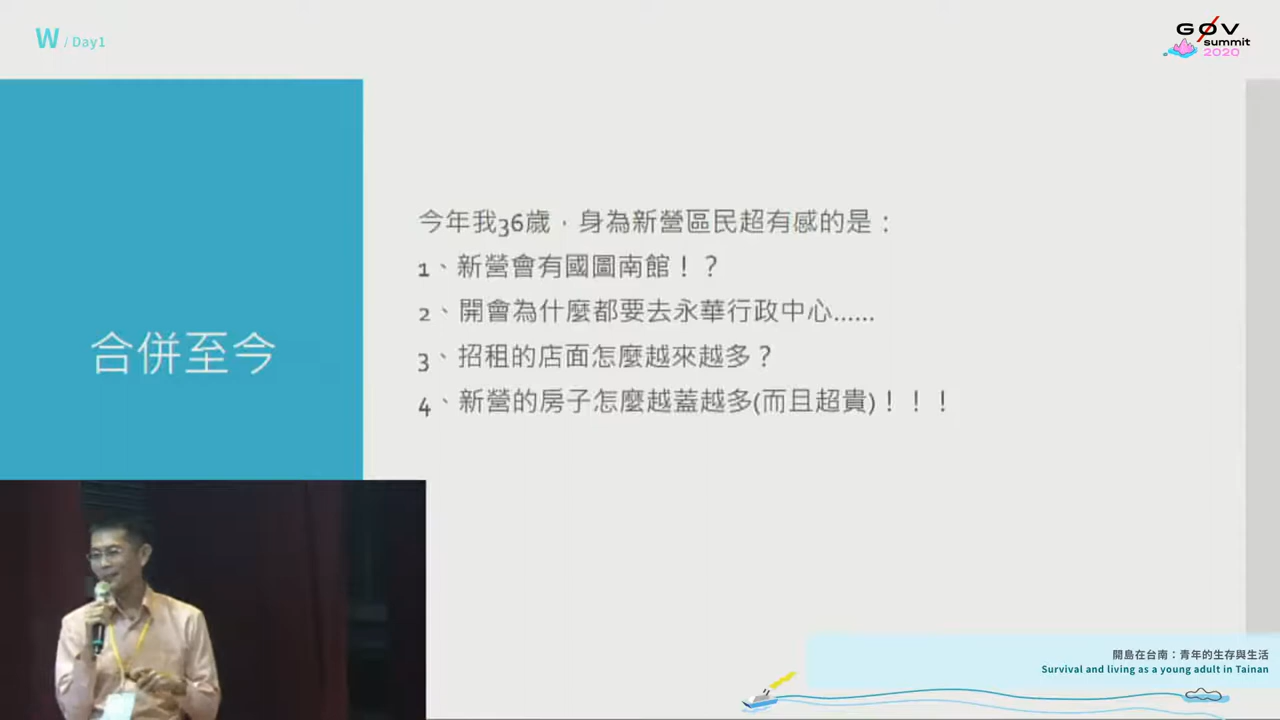 W / Day1
GØV
summit
2020
合併至今
今年我36歲，身為新營區民超有感的是：
1、新營會有國圖南館！？
2、開會為什麼都要去永華行政中心......
3、招租的店面怎麼越來越多？
4、新營的房子怎麼越蓋越多(而且超貴)！！！
開島在台南：青年的生存與生活
Survival and living as a young adult in Tainan